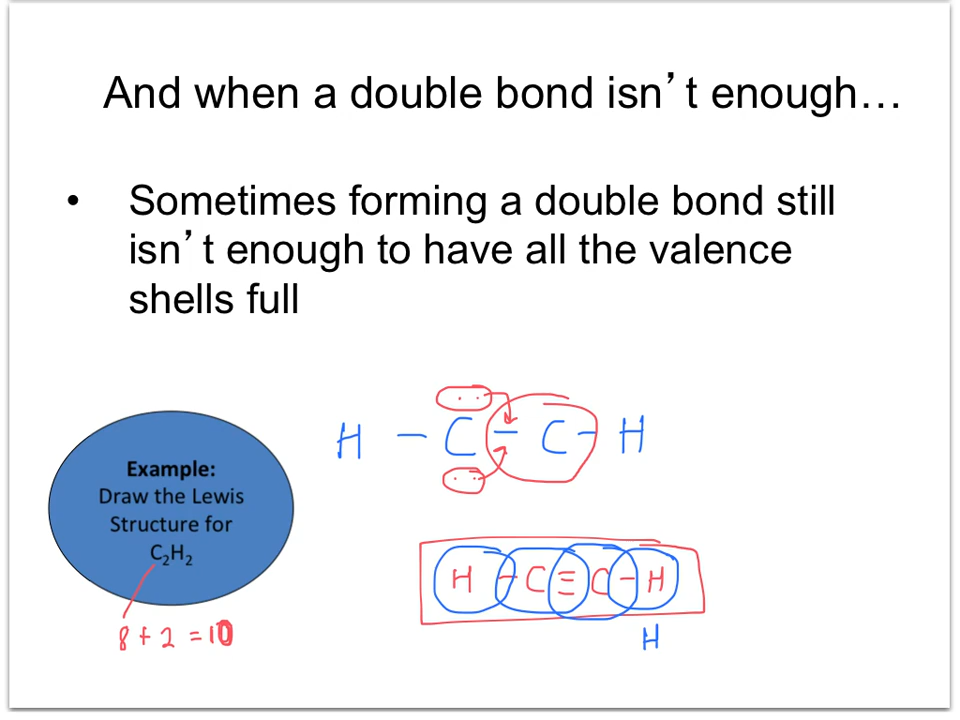 And when a double bond isn't enough…
• Sometimes forming a double bond still
isn't enough to have all the valence
shells full
H – C – C – H
Example:
Draw the Lewis
Structure for
C₂H₂
H – C ≡ C – H
8 + 2 = 10
H